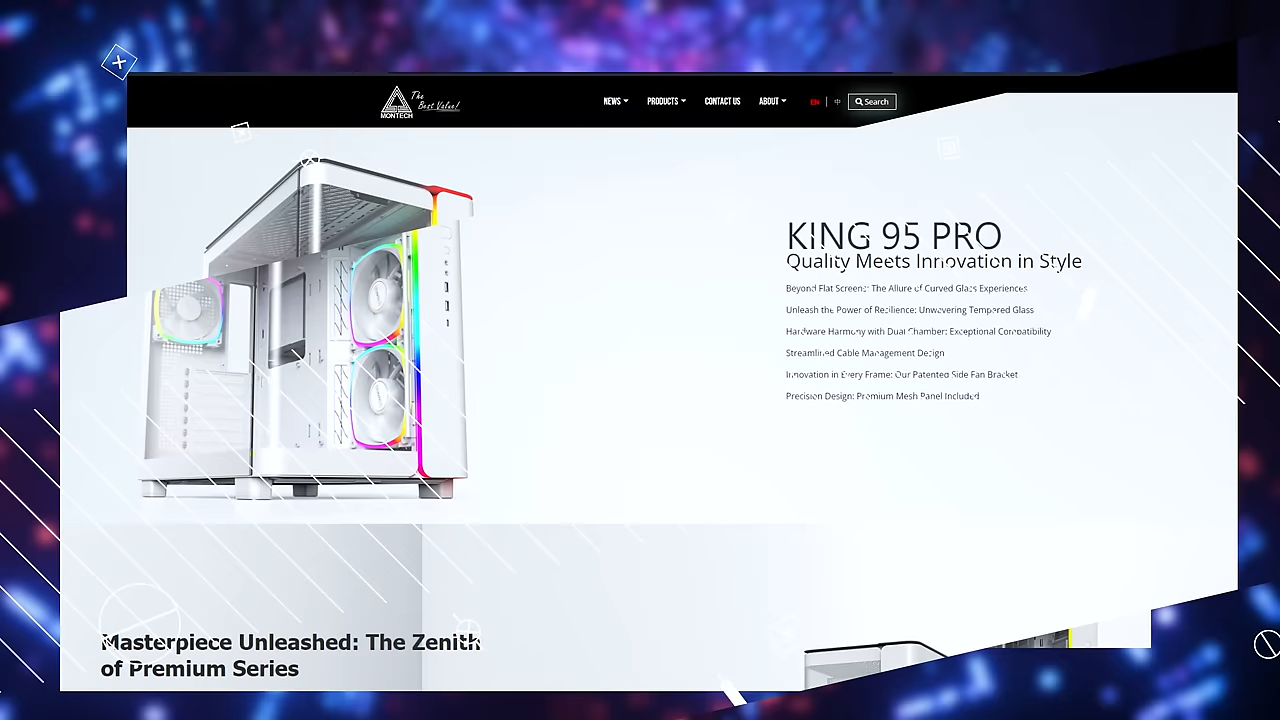 The
Best Value!
MONTECH
NEWS
PRODUCTS
CONTACT US
ABOUT
EN
中
Search
KING 95 PRO
Quality Meets Innovation in Style
Beyond Flat Screens: The Allure of Curved Glass Experiences
Unleash the Power of Resilience: Unwavering Tempered Glass
Hardware Harmony with Dual Chamber: Exceptional Compatibility
Streamlined Cable Management Design
Innovation in Every Frame: Our Patented Side Fan Bracket
Precision Design: Premium Mesh Panel Included
Masterpiece Unleashed: The Zenith
of Premium Series